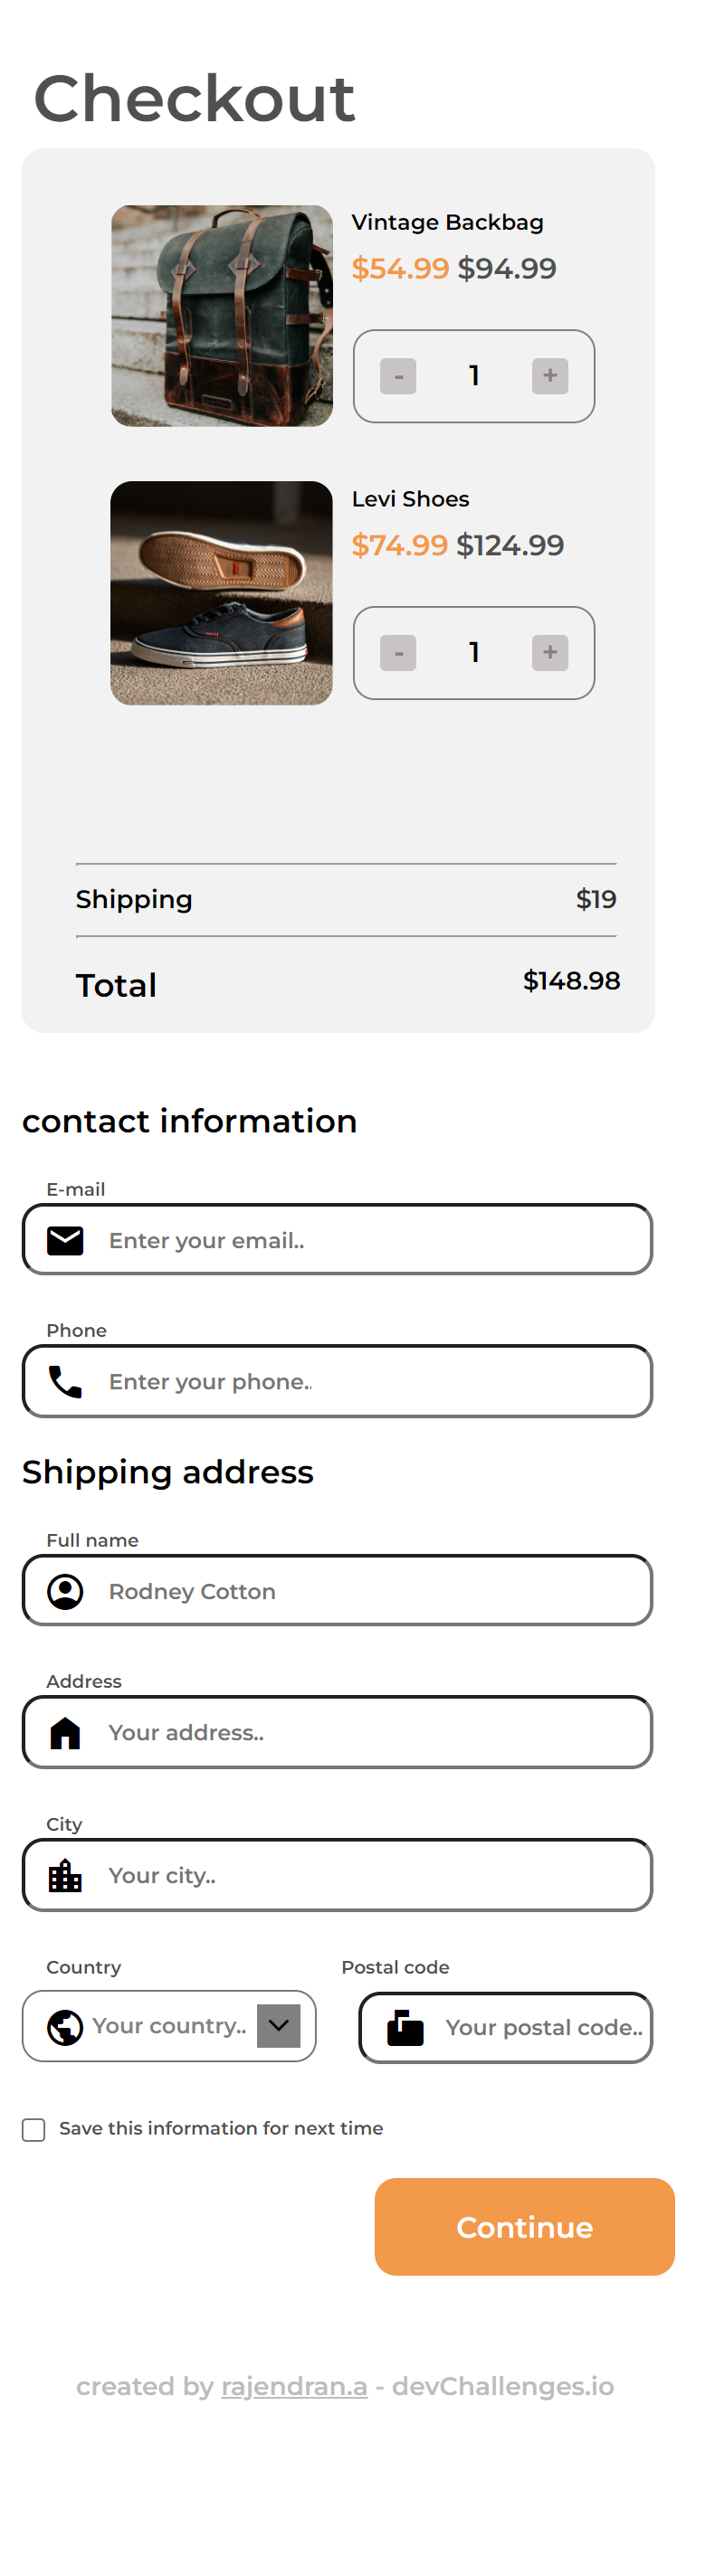 Checkout
Vintage Backbag
$54.99 $94.99
- 1 +
Levi Shoes
$74.99 $124.99
- 1 +
Shipping $19
Total $148.98
contact information
E-mail
Enter your email..
Phone
Enter your phone..
Shipping address
Full name
Rodney Cotton
Address
Your address..
City
Your city..
Country Postal code
Your country.. Your postal code..
Save this information for next time
Continue
created by rajendran.a - devChallenges.io